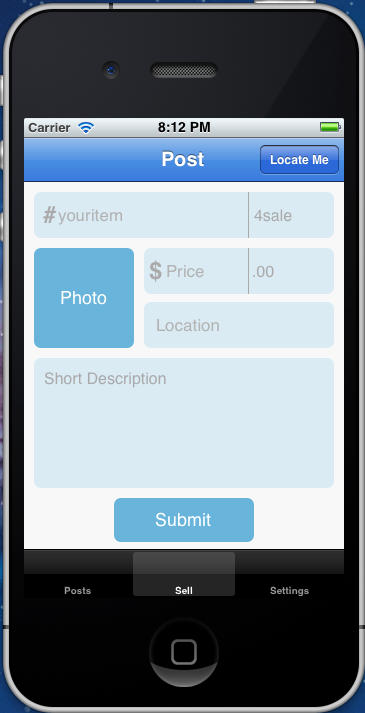 Carrier 8:12 PM
Post Locate Me
# youritem 4sale
Photo
$ Price .00
Location
Short Description
Submit
Posts Sell Settings